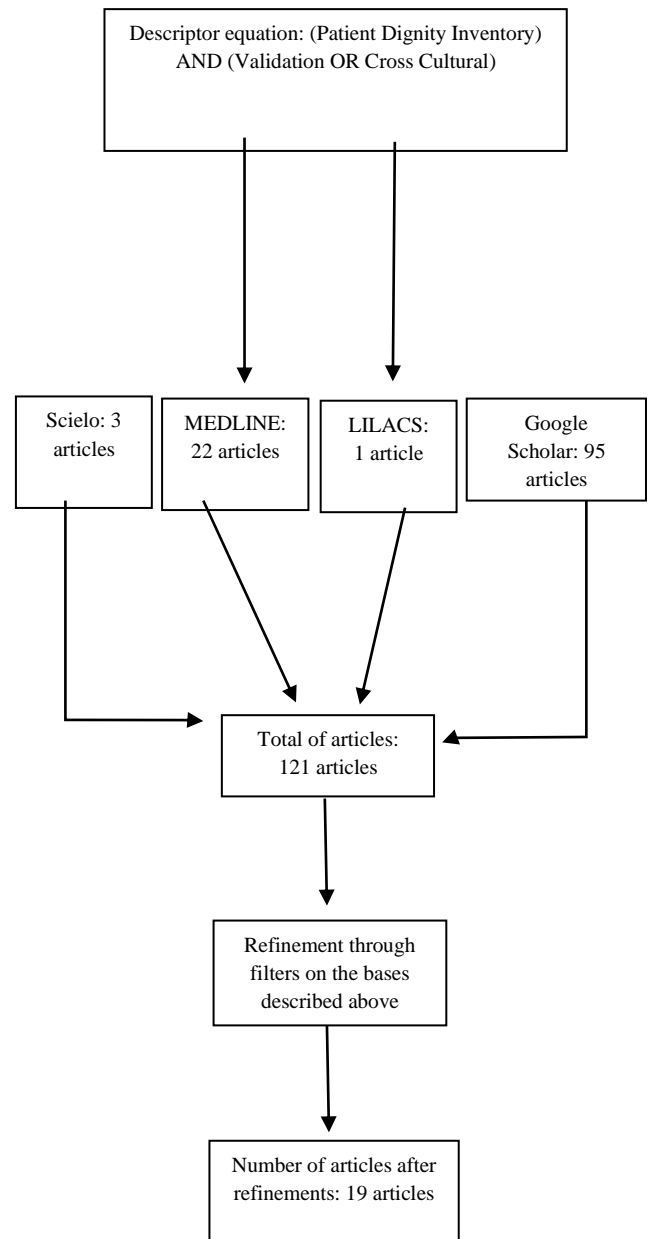 Descriptor equation: (Patient Dignity Inventory)
AND (Validation OR Cross Cultural)
Scielo: 3
articles
MEDLINE:
22 articles
LILACS:
1 article
Google
Scholar: 95
articles
Total of articles:
121 articles
Refinement through
filters on the bases
described above
Number of articles after
refinements: 19 articles